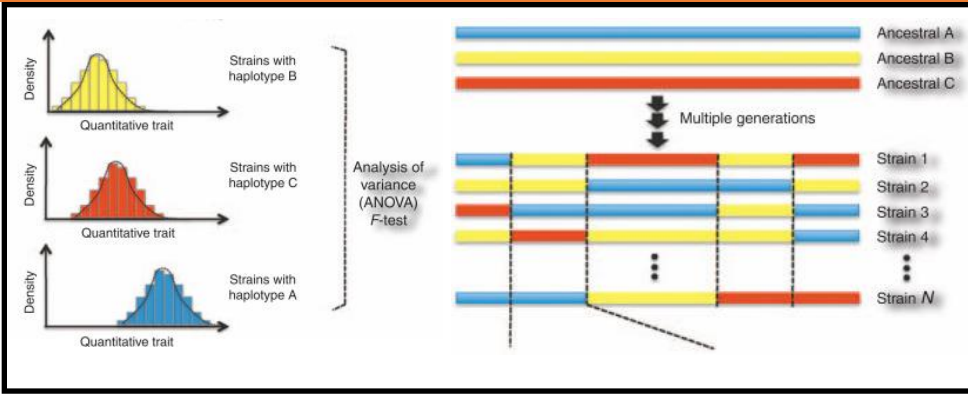 Density
Strains with
haplotype B
Quantitative trait
Density
Strains with
haplotype C
Quantitative trait
Density
Strains with
haplotype A
Quantitative trait
Analysis of
variance
(ANOVA)
F-test
Ancestral A
Ancestral B
Ancestral C
Multiple generations
Strain 1
Strain 2
Strain 3
Strain 4
Strain N